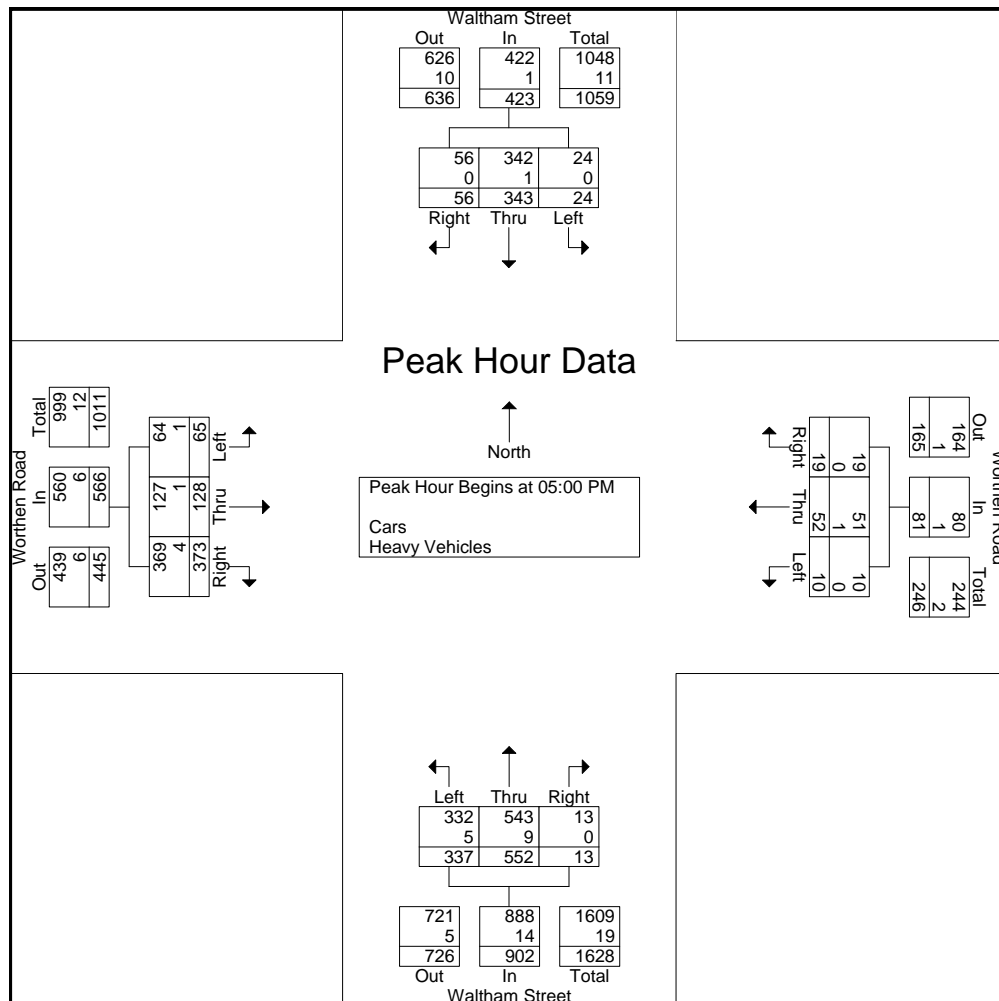 Waltham Street
Out In Total
626 422 1048
10 1 11
636 423 1059
56 342 24
0 1 0
56 343 24
Right Thru Left
Peak Hour Data
North
Peak Hour Begins at 05:00 PM
Cars
Heavy Vehicles
Worthen Road
Total In Out
999 560 439
12 6 6
1011 566 445
64 127 369
1 1 4
65 128 373
Left Thru Right
Worthen Road
Out In Total
164 80 244
1 1 2
165 81 246
19 51 10
0 1 0
19 52 10
Right Thru Left
Left Thru Right
332 543 13
5 9 0
337 552 13
721 888 1609
5 14 19
726 902 1628
Out In Total
Waltham Street